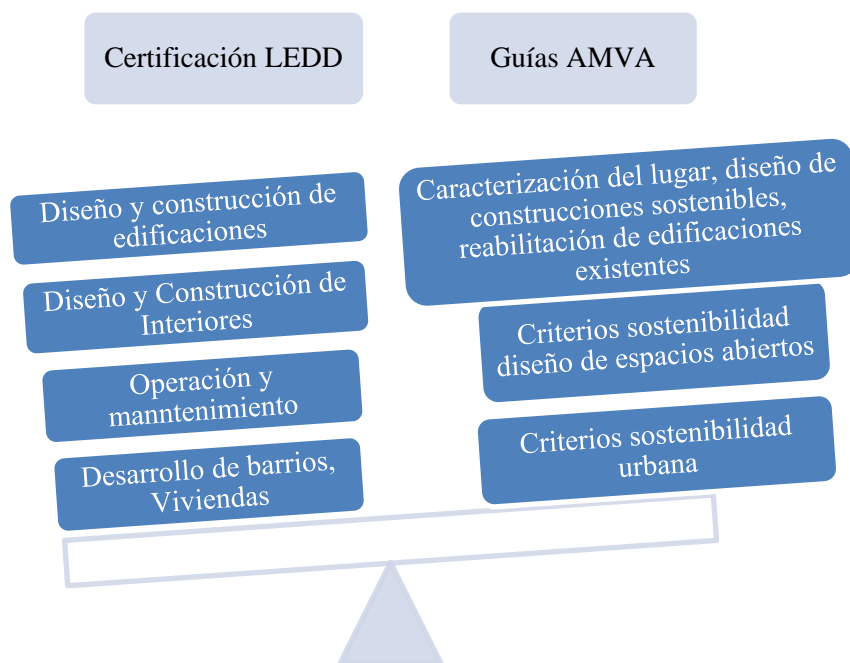 Certificación LEDD
Guías AMVA
Diseño y construcción de
edificaciones
Diseño y Construcción de
Interiores
Operación y
manntenimiento
Desarrollo de barrios,
Viviendas
Caracterización del lugar, diseño de
construcciones sostenibles,
reabilitación de edificaciones
existentes
Criterios sostenibilidad
diseño de espacios abiertos
Criterios sostenibilidad
urbana